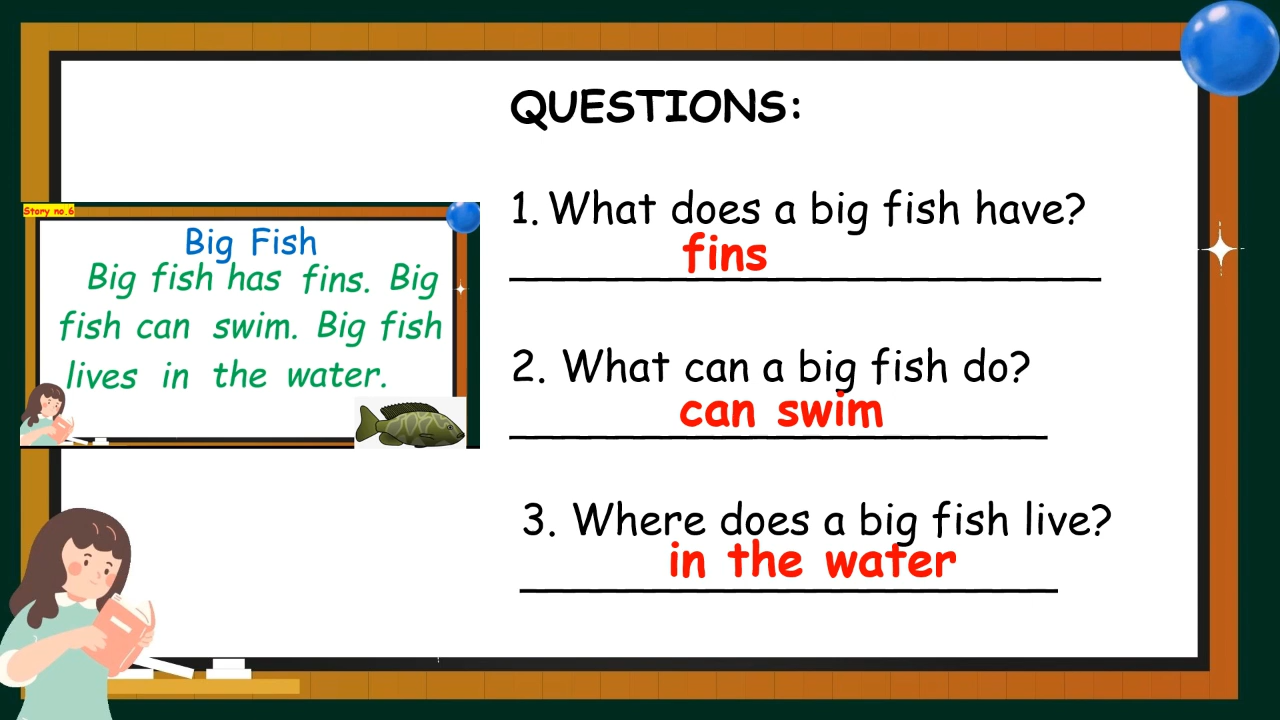 Story no.6
Big Fish
Big fish has fins. Big
fish can swim. Big fish
lives in the water.
QUESTIONS:
1. What does a big fish have?
fins
2. What can a big fish do?
can swim
3. Where does a big fish live?
in the water